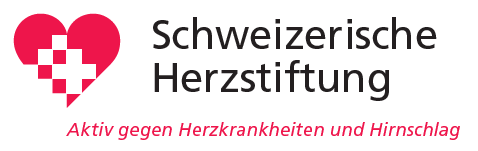 Schweizerische
Herzstiftung
Aktiv gegen Herzkrankheiten und Hirnschlag